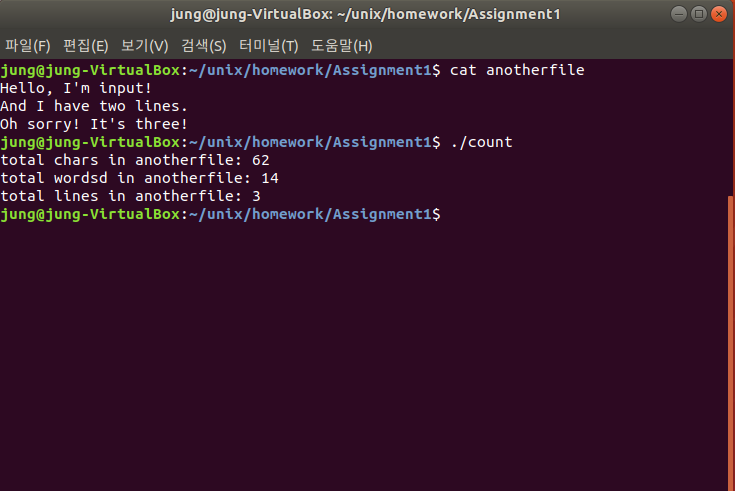 jung@jung-VirtualBox: ~/unix/homework/Assignment1
파일(F) 편집(E) 보기(V) 검색(S) 터미널(T) 도움말(H)
jung@jung-VirtualBox:~/unix/homework/Assignment1$ cat anotherfile
Hello, I'm input!
And I have two lines.
Oh sorry! It's three!
jung@jung-VirtualBox:~/unix/homework/Assignment1$ ./count
total chars in anotherfile: 62
total wordsd in anotherfile: 14
total lines in anotherfile: 3
jung@jung-VirtualBox:~/unix/homework/Assignment1$